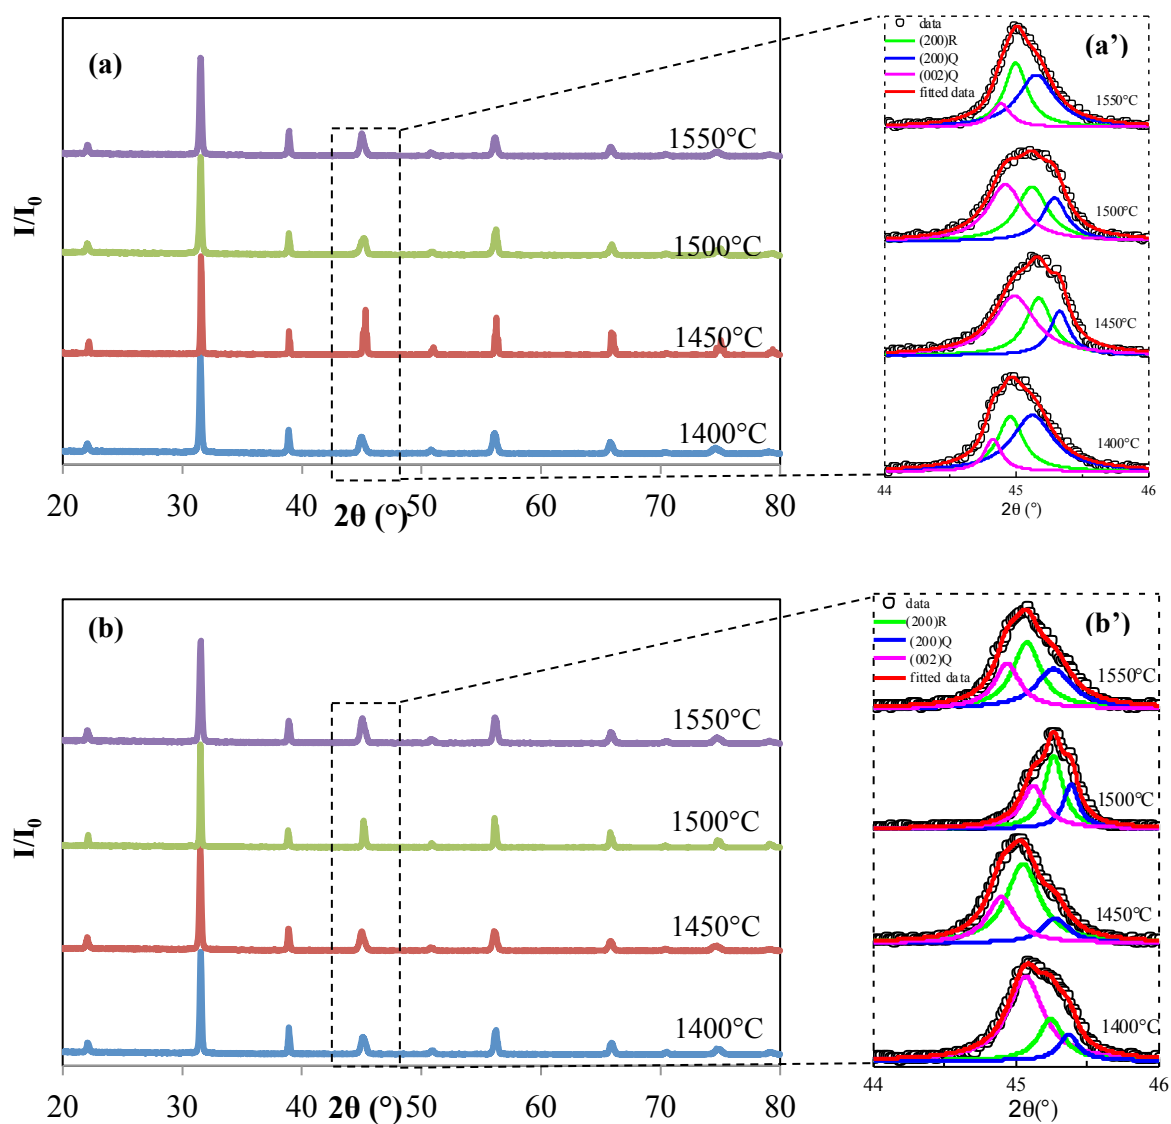 (a)
1550°C
1500°C
1450°C
1400°C
I/I0
20 30 40 50 60 70 80
2θ (°)
(a')
data
(200)R
(200)Q
(002)Q
fitted data
1550°C
1500°C
1450°C
1400°C
44 45 46
2θ (°)
(b)
1550°C
1500°C
1450°C
1400°C
I/I0
20 30 40 50 60 70 80
2θ (°)
(b')
data
(200)R
(200)Q
(002)Q
fitted data
1550°C
1500°C
1450°C
1400°C
44 45 46
2θ(°)